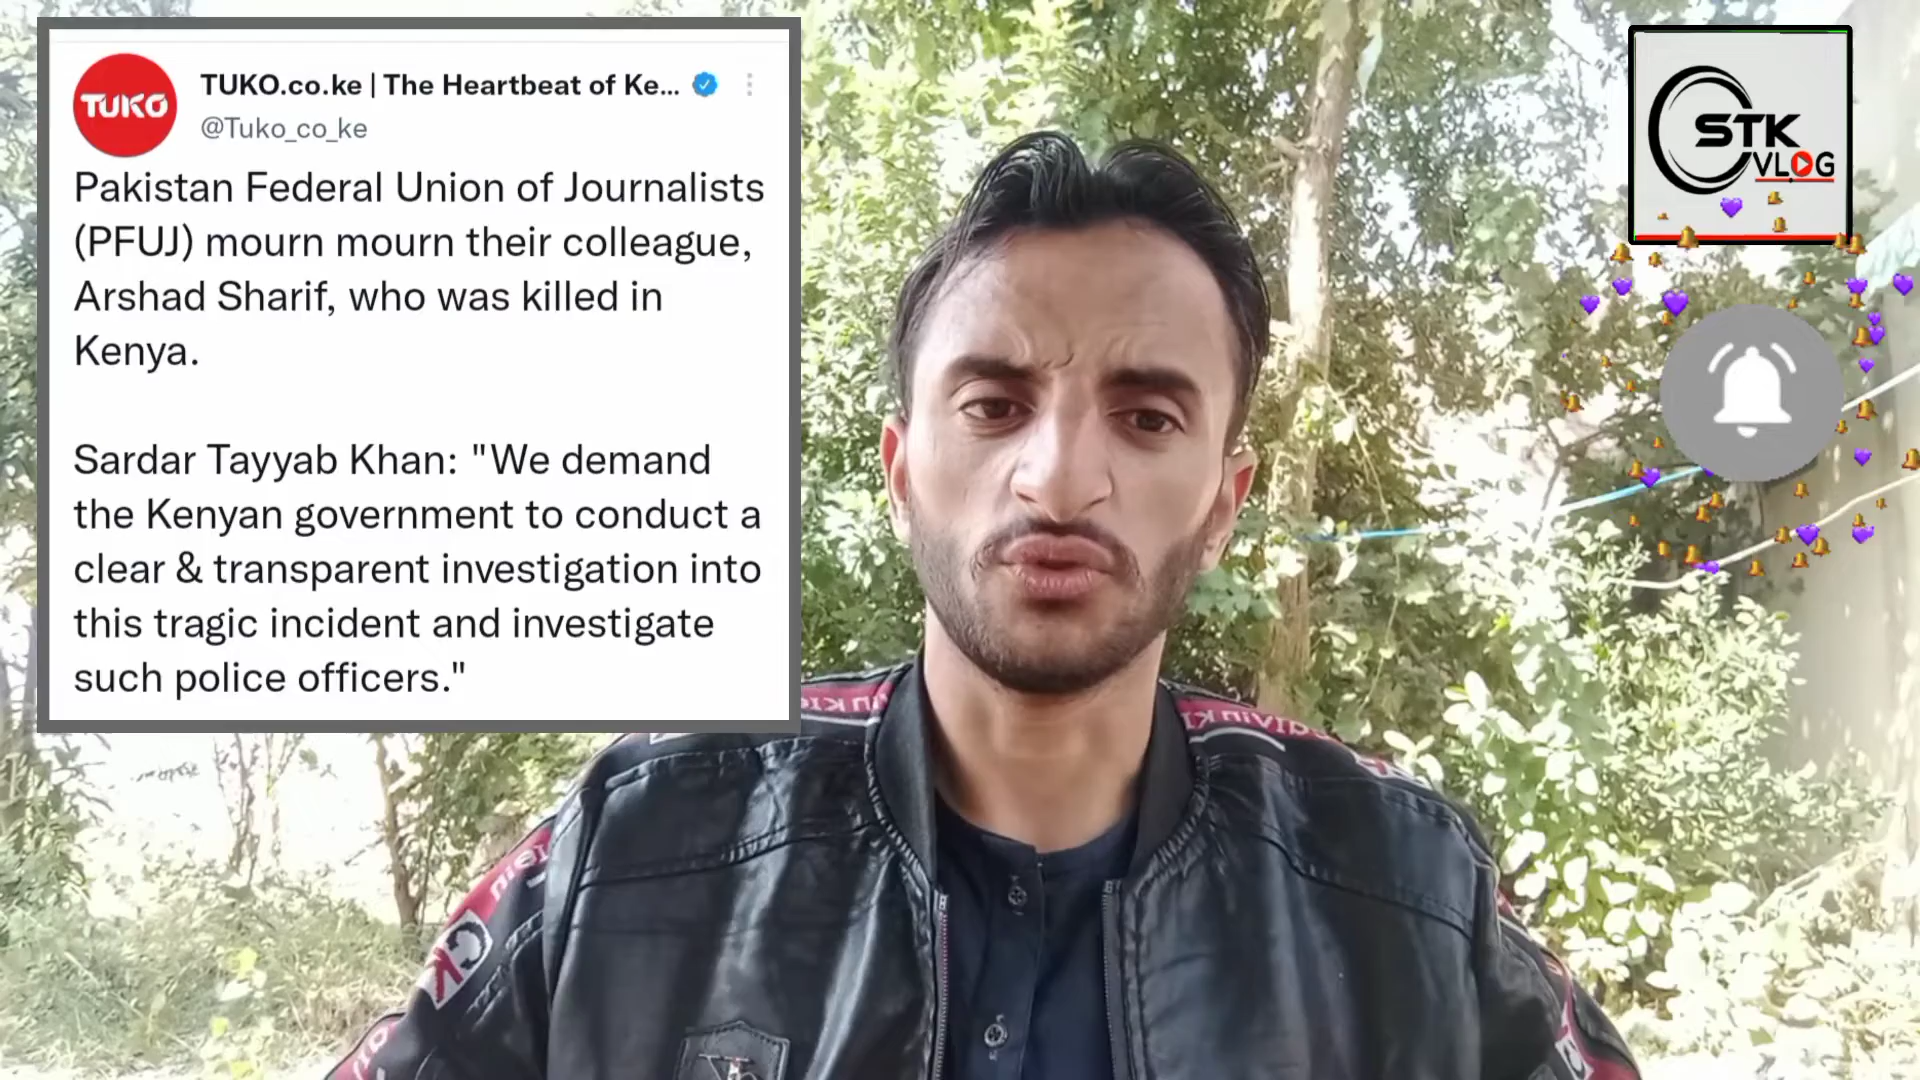 TUKO
TUKO.co.ke | The Heartbeat of Ke...
@Tuko_co_ke
Pakistan Federal Union of Journalists
(PFUJ) mourn mourn their colleague,
Arshad Sharif, who was killed in
Kenya.
Sardar Tayyab Khan: "We demand
the Kenyan government to conduct a
clear & transparent investigation into
this tragic incident and investigate
such police officers."
STK
VLOG
CK